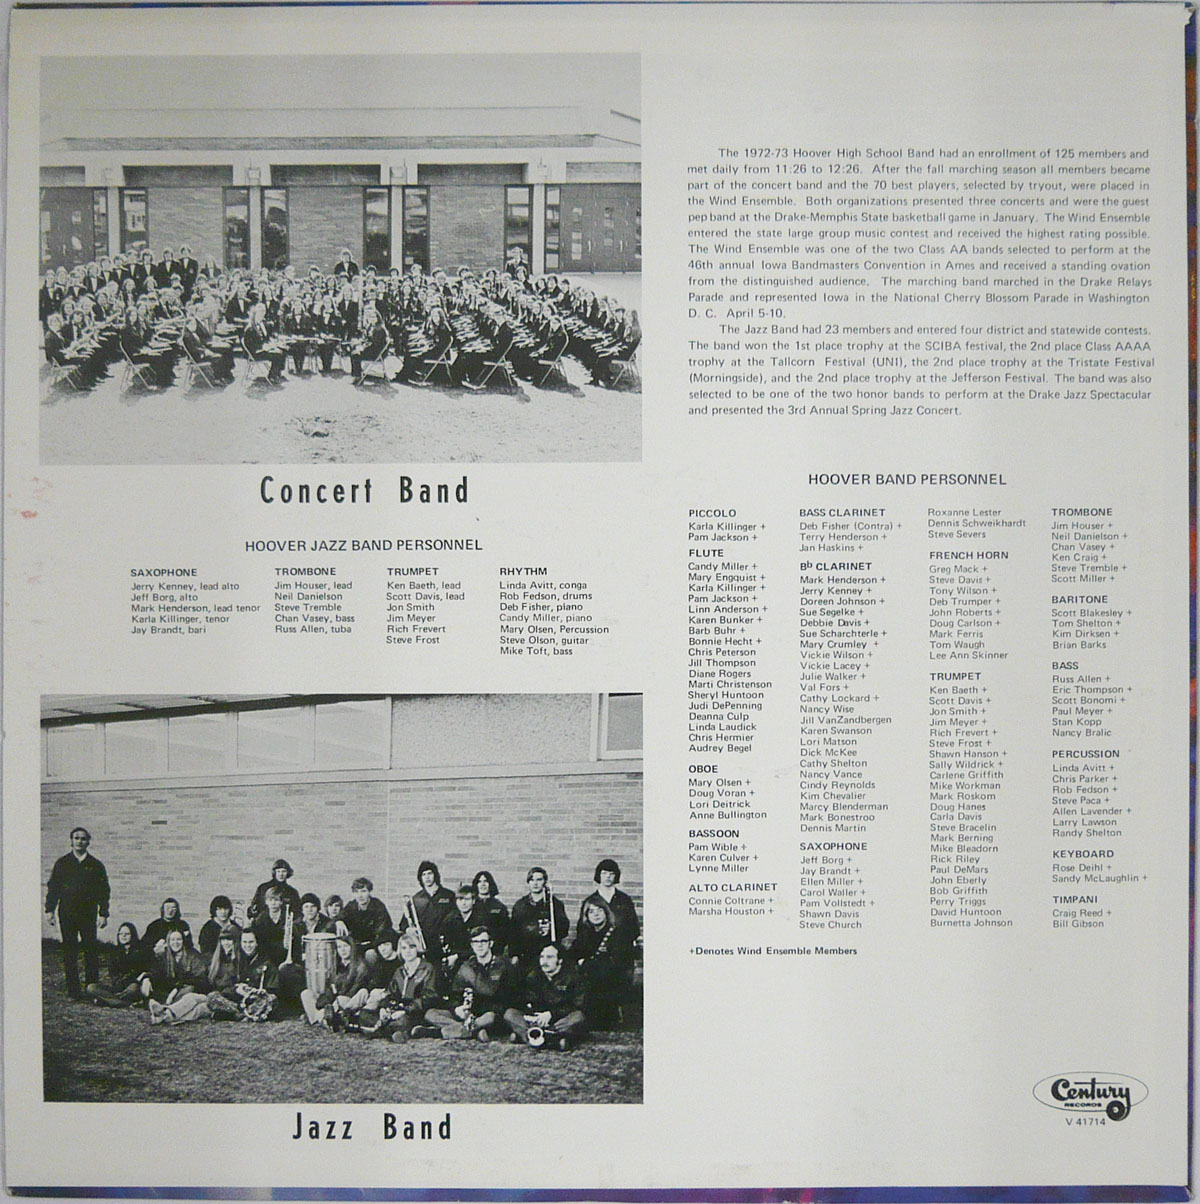 Concert Band
HOOVER JAZZ BAND PERSONNEL
SAXOPHONE
Jerry Kenney, lead alto
Jeff Borg, alto
Mark Henderson, lead tenor
Karla Killinger, tenor
Jay Brandt, bari
TROMBONE
Jim Houser, lead
Neil Danielson
Steve Tremble
Chan Vasey, bass
Russ Allen, tuba
TRUMPET
Ken Baeth, lead
Scott Davis, lead
Jon Smith
Jim Meyer
Rich Frevert
Steve Frost
RHYTHM
Linda Avitt, conga
Rob Fedson, drums
Deb Fisher, piano
Candy Miller, piano
Mary Olsen, Percussion
Steve Olson, guitar
Mike Toft, bass
Jazz Band
The 1972-73 Hoover High School Band had an enrollment of 125 members and
met daily from 11:26 to 12:26. After the fall marching season all members became
part of the concert band and the 70 best players, selected by tryout, were placed in
the Wind Ensemble. Both organizations presented three concerts and were the guest
pep band at the Drake-Memphis State basketball game in January. The Wind Ensemble
entered the state large group music contest and received the highest rating possible.
The Wind Ensemble was one of the two Class AA bands selected to perform at the
46th annual Iowa Bandmasters Convention in Ames and received a standing ovation
from the distinguished audience. The marching band marched in the Drake Relays
Parade and represented Iowa in the National Cherry Blossom Parade in Washington
D. C. April 5-10.
The Jazz Band had 23 members and entered four district and statewide contests.
The band won the 1st place trophy at the SCIBA festival, the 2nd place Class AAAA
trophy at the Tallcorn Festival (UNI), the 2nd place trophy at the Tristate Festival
(Morningside), and the 2nd place trophy at the Jefferson Festival. The band was also
selected to be one of the two honor bands to perform at the Drake Jazz Spectacular
and presented the 3rd Annual Spring Jazz Concert.
HOOVER BAND PERSONNEL
PICCOLO
Karla Killinger +
Pam Jackson +
FLUTE
Candy Miller +
Mary Engquist +
Karla Killinger +
Pam Jackson +
Linn Anderson +
Karen Bunker +
Barb Buhr +
Bonnie Hecht +
Chris Peterson
Jill Thompson
Diane Rogers
Marti Christenson
Sheryl Huntoon
Judi DePenning
Deanna Culp
Linda Laudick
Chris Hermier
Audrey Begel
OBOE
Mary Olsen +
Doug Voran +
Lori Deitrick
Anne Bullington
BASSOON
Pam Wible +
Karen Culver +
Lynne Miller
ALTO CLARINET
Connie Coltrane +
Marsha Houston +
BASS CLARINET
Deb Fisher (Contra) +
Terry Henderson +
Jan Haskins +
Bb CLARINET
Mark Henderson +
Jerry Kenney +
Doreen Johnson +
Sue Segelke +
Debbie Davis +
Sue Scharchterle +
Mary Crumley +
Vickie Wilson +
Vickie Lacey +
Julie Walker +
Val Fors +
Cathy Lockard +
Nancy Wise
Jill VanZandbergen
Karen Swanson
Lori Matson
Dick McKee
Cathy Shelton
Nancy Vance
Cindy Reynolds
Kim Chevalier
Marcy Blenderman
Mark Bonestroo
Dennis Martin
SAXOPHONE
Jeff Borg +
Jay Brandt +
Ellen Miller +
Carol Waller +
Pam Vollstedt +
Shawn Davis
Steve Church
Roxanne Lester
Dennis Schweikhardt
Steve Severs
FRENCH HORN
Greg Mack +
Steve Davis +
Tony Wilson +
Deb Trumper +
John Roberts +
Doug Carlson +
Mark Ferris
Tom Waugh
Lee Ann Skinner
TRUMPET
Ken Baeth +
Scott Davis +
Jon Smith +
Jim Meyer +
Rich Frevert +
Steve Frost +
Shawn Hanson +
Sally Wildrick +
Carlene Griffith
Mike Workman
Mark Roskom
Doug Hanes
Carla Davis
Steve Bracelin
Mark Berning
Mike Bleadorn
Rick Riley
Paul DeMars
John Eberly
Bob Griffith
Perry Triggs
David Huntoon
Burnetta Johnson
TROMBONE
Jim Houser +
Neil Danielson +
Chan Vasey +
Ken Craig +
Steve Tremble +
Scott Miller +
BARITONE
Scott Blakesley +
Tom Shelton +
Kim Dirksen +
Brian Barks
BASS
Russ Allen +
Eric Thompson +
Scott Bonomi +
Paul Meyer +
Stan Kopp
Nancy Bralic
PERCUSSION
Linda Avitt +
Chris Parker +
Rob Fedson +
Steve Paca +
Allen Lavender +
Larry Lawson
Randy Shelton
KEYBOARD
Rose Deihl +
Sandy McLaughlin +
TIMPANI
Craig Reed +
Bill Gibson
+Denotes Wind Ensemble Members
Century
RECORDS
V 41714